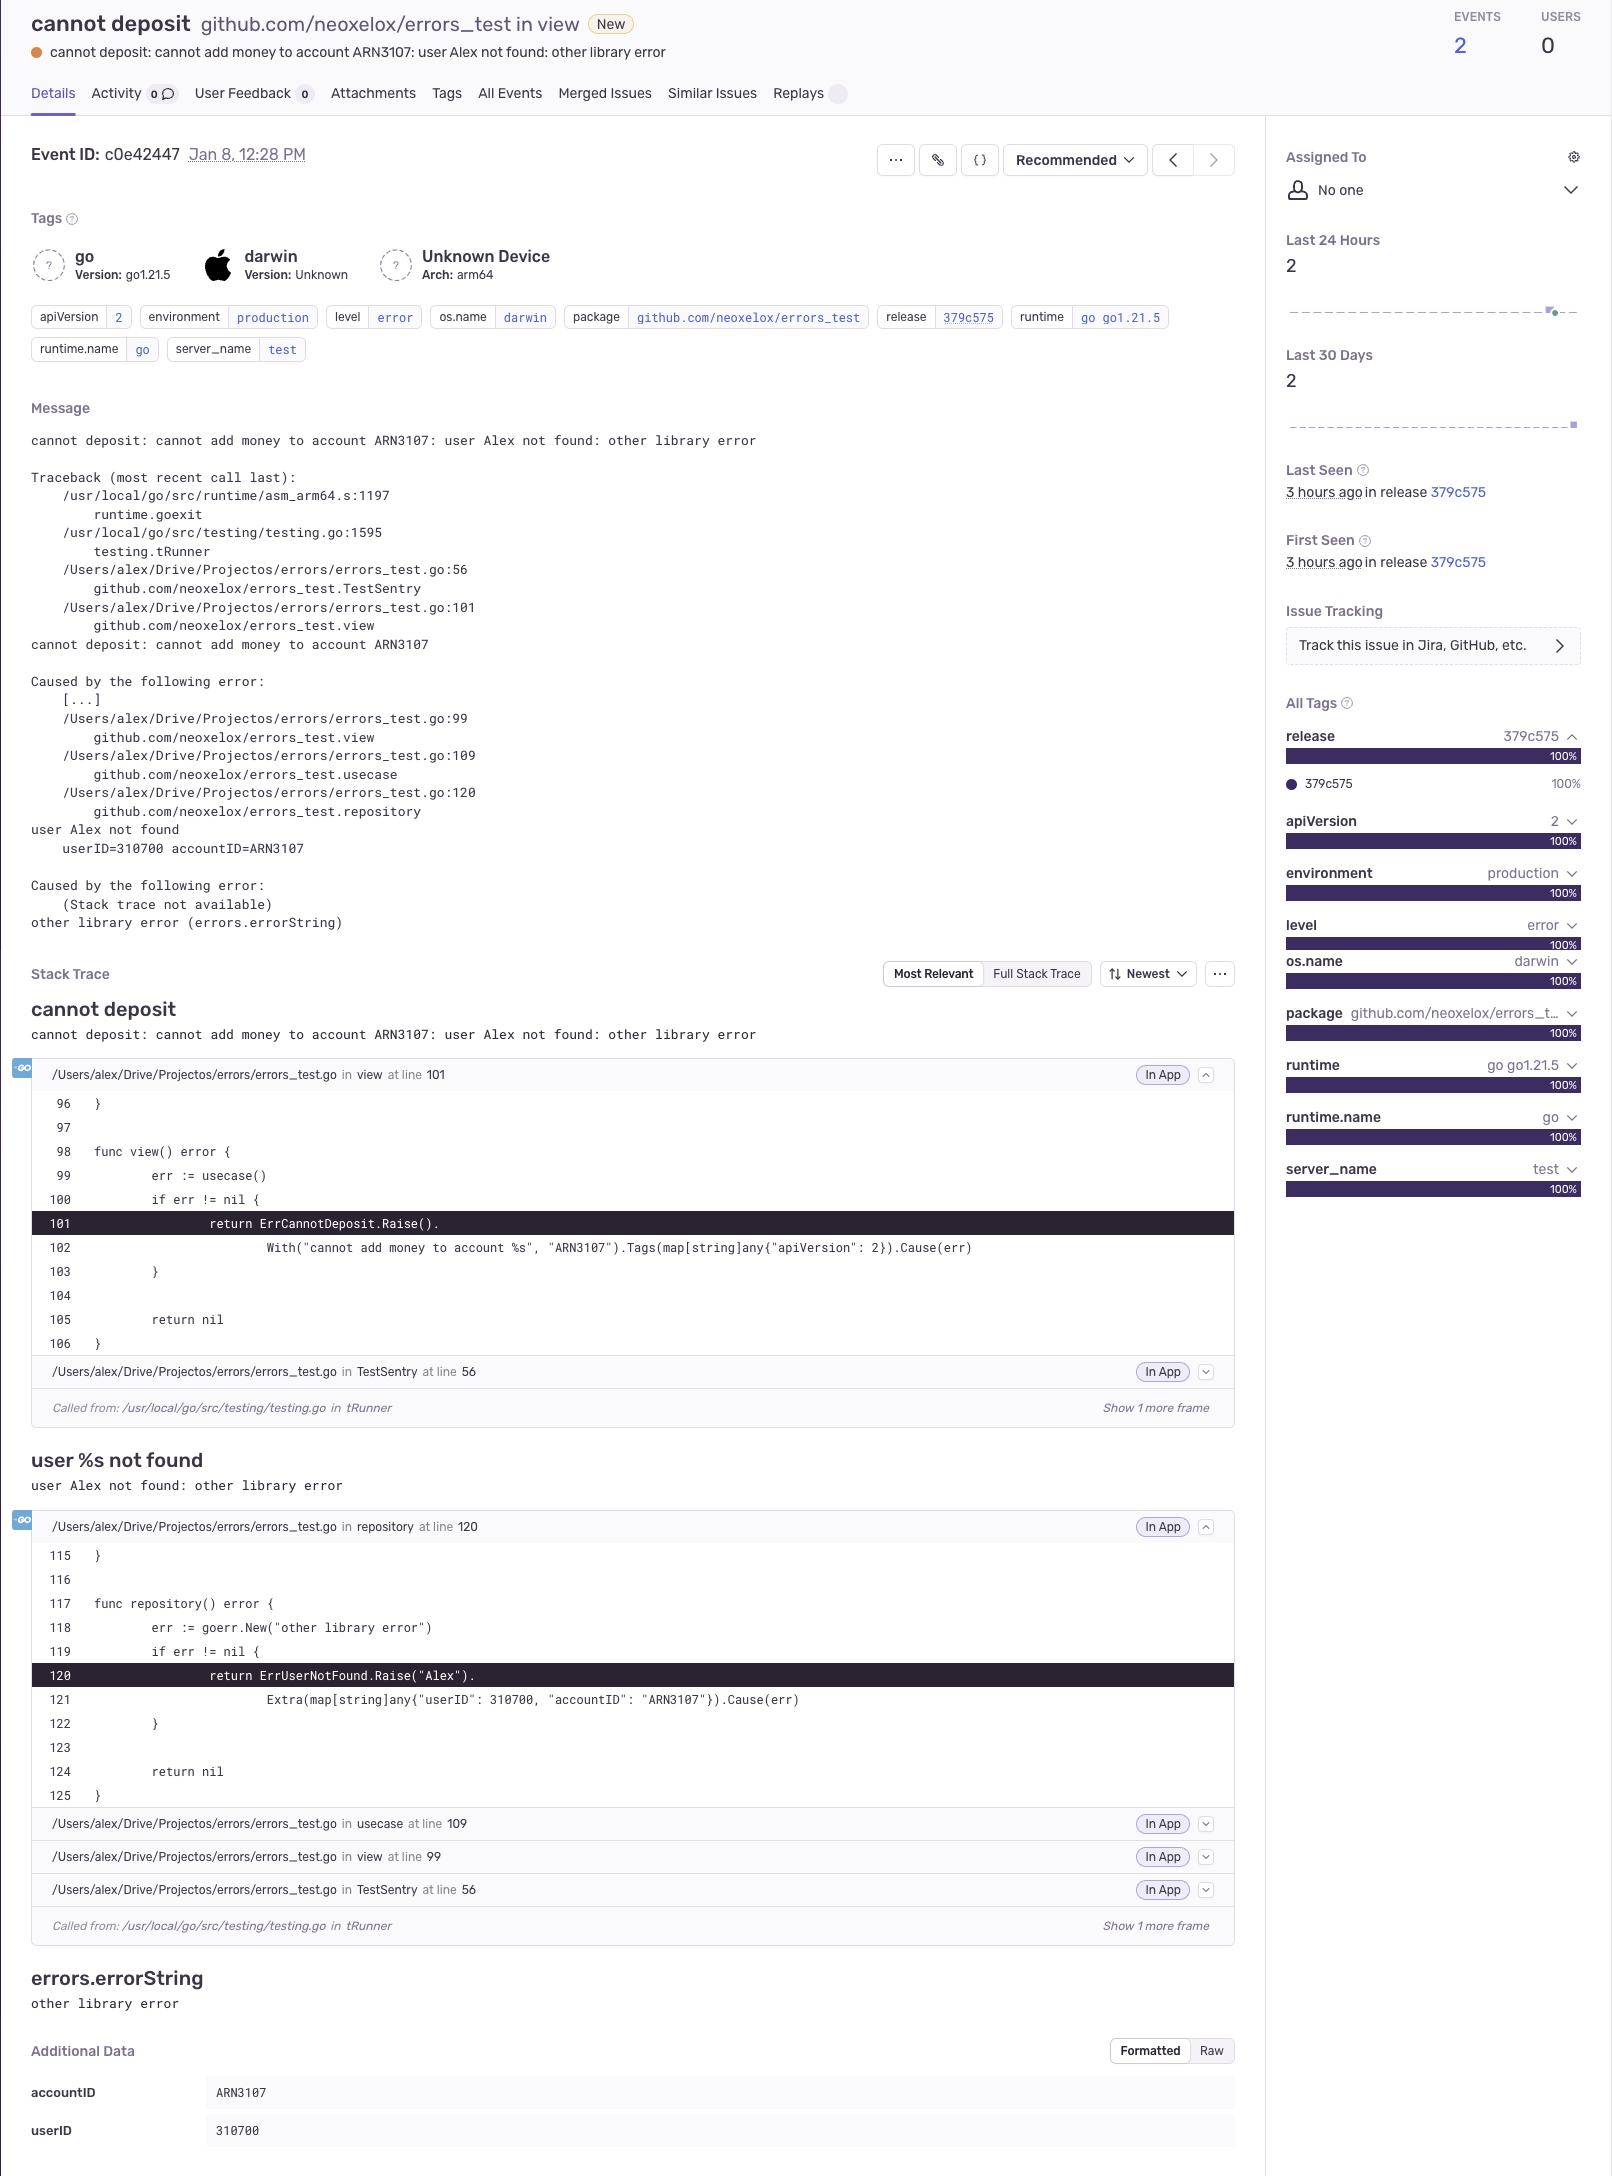 cannot deposit github.com/neoxelox/errors_test in view New
EVENTS USERS
2 0
cannot deposit: cannot add money to account ARN3107: user Alex not found: other library error
Details Activity 0 User Feedback 0 Attachments Tags All Events Merged Issues Similar Issues Replays
Event ID: c0e42447 Jan 8, 12:28 PM
... {} Recommended
Tags ?
? go
Version: go1.21.5
darwin
Version: Unknown
? Unknown Device
Arch: arm64
apiVersion 2 environment production level error os.name darwin package github.com/neoxelox/errors_test release 379c575 runtime go go1.21.5
runtime.name go server_name test
Message
cannot deposit: cannot add money to account ARN3107: user Alex not found: other library error
Traceback (most recent call last):
/usr/local/go/src/runtime/asm_arm64.s:1197
runtime.goexit
/usr/local/go/src/testing/testing.go:1595
testing.tRunner
/Users/alex/Drive/Projectos/errors/errors_test.go:56
github.com/neoxelox/errors_test.TestSentry
/Users/alex/Drive/Projectos/errors/errors_test.go:101
github.com/neoxelox/errors_test.view
cannot deposit: cannot add money to account ARN3107
Caused by the following error:
[...]
/Users/alex/Drive/Projectos/errors/errors_test.go:99
github.com/neoxelox/errors_test.view
/Users/alex/Drive/Projectos/errors/errors_test.go:109
github.com/neoxelox/errors_test.usecase
/Users/alex/Drive/Projectos/errors/errors_test.go:120
github.com/neoxelox/errors_test.repository
user Alex not found
userID=310700 accountID=ARN3107
Caused by the following error:
(Stack trace not available)
other library error (errors.errorString)
Stack Trace Most Relevant Full Stack Trace Newest ...
cannot deposit
cannot deposit: cannot add money to account ARN3107: user Alex not found: other library error
GO
/Users/alex/Drive/Projectos/errors/errors_test.go in view at line 101 In App
96 }
97
98 func view() error {
99 err := usecase()
100 if err != nil {
101 return ErrCannotDeposit.Raise().
102 With("cannot add money to account %s", "ARN3107").Tags(map[string]any{"apiVersion": 2}).Cause(err)
103 }
104
105 return nil
106 }
/Users/alex/Drive/Projectos/errors/errors_test.go in TestSentry at line 56 In App
Called from: /usr/local/go/src/testing/testing.go in tRunner Show 1 more frame
user %s not found
user Alex not found: other library error
GO
/Users/alex/Drive/Projectos/errors/errors_test.go in repository at line 120 In App
115 }
116
117 func repository() error {
118 err := goerr.New("other library error")
119 if err != nil {
120 return ErrUserNotFound.Raise("Alex").
121 Extra(map[string]any{"userID": 310700, "accountID": "ARN3107"}).Cause(err)
122 }
123
124 return nil
125 }
/Users/alex/Drive/Projectos/errors/errors_test.go in usecase at line 109 In App
/Users/alex/Drive/Projectos/errors/errors_test.go in view at line 99 In App
/Users/alex/Drive/Projectos/errors/errors_test.go in TestSentry at line 56 In App
Called from: /usr/local/go/src/testing/testing.go in tRunner Show 1 more frame
errors.errorString
other library error
Additional Data Formatted Raw
accountID ARN3107
userID 310700
Assigned To
No one
Last 24 Hours
2
Last 30 Days
2
Last Seen ?
3 hours ago in release 379c575
First Seen ?
3 hours ago in release 379c575
Issue Tracking
Track this issue in Jira, GitHub, etc.
All Tags ?
release 379c575
100%
379c575 100%
apiVersion 2
100%
environment production
100%
level error
100%
os.name darwin
100%
package github.com/neoxelox/errors_t...
100%
runtime go go1.21.5
100%
runtime.name go
100%
server_name test
100%